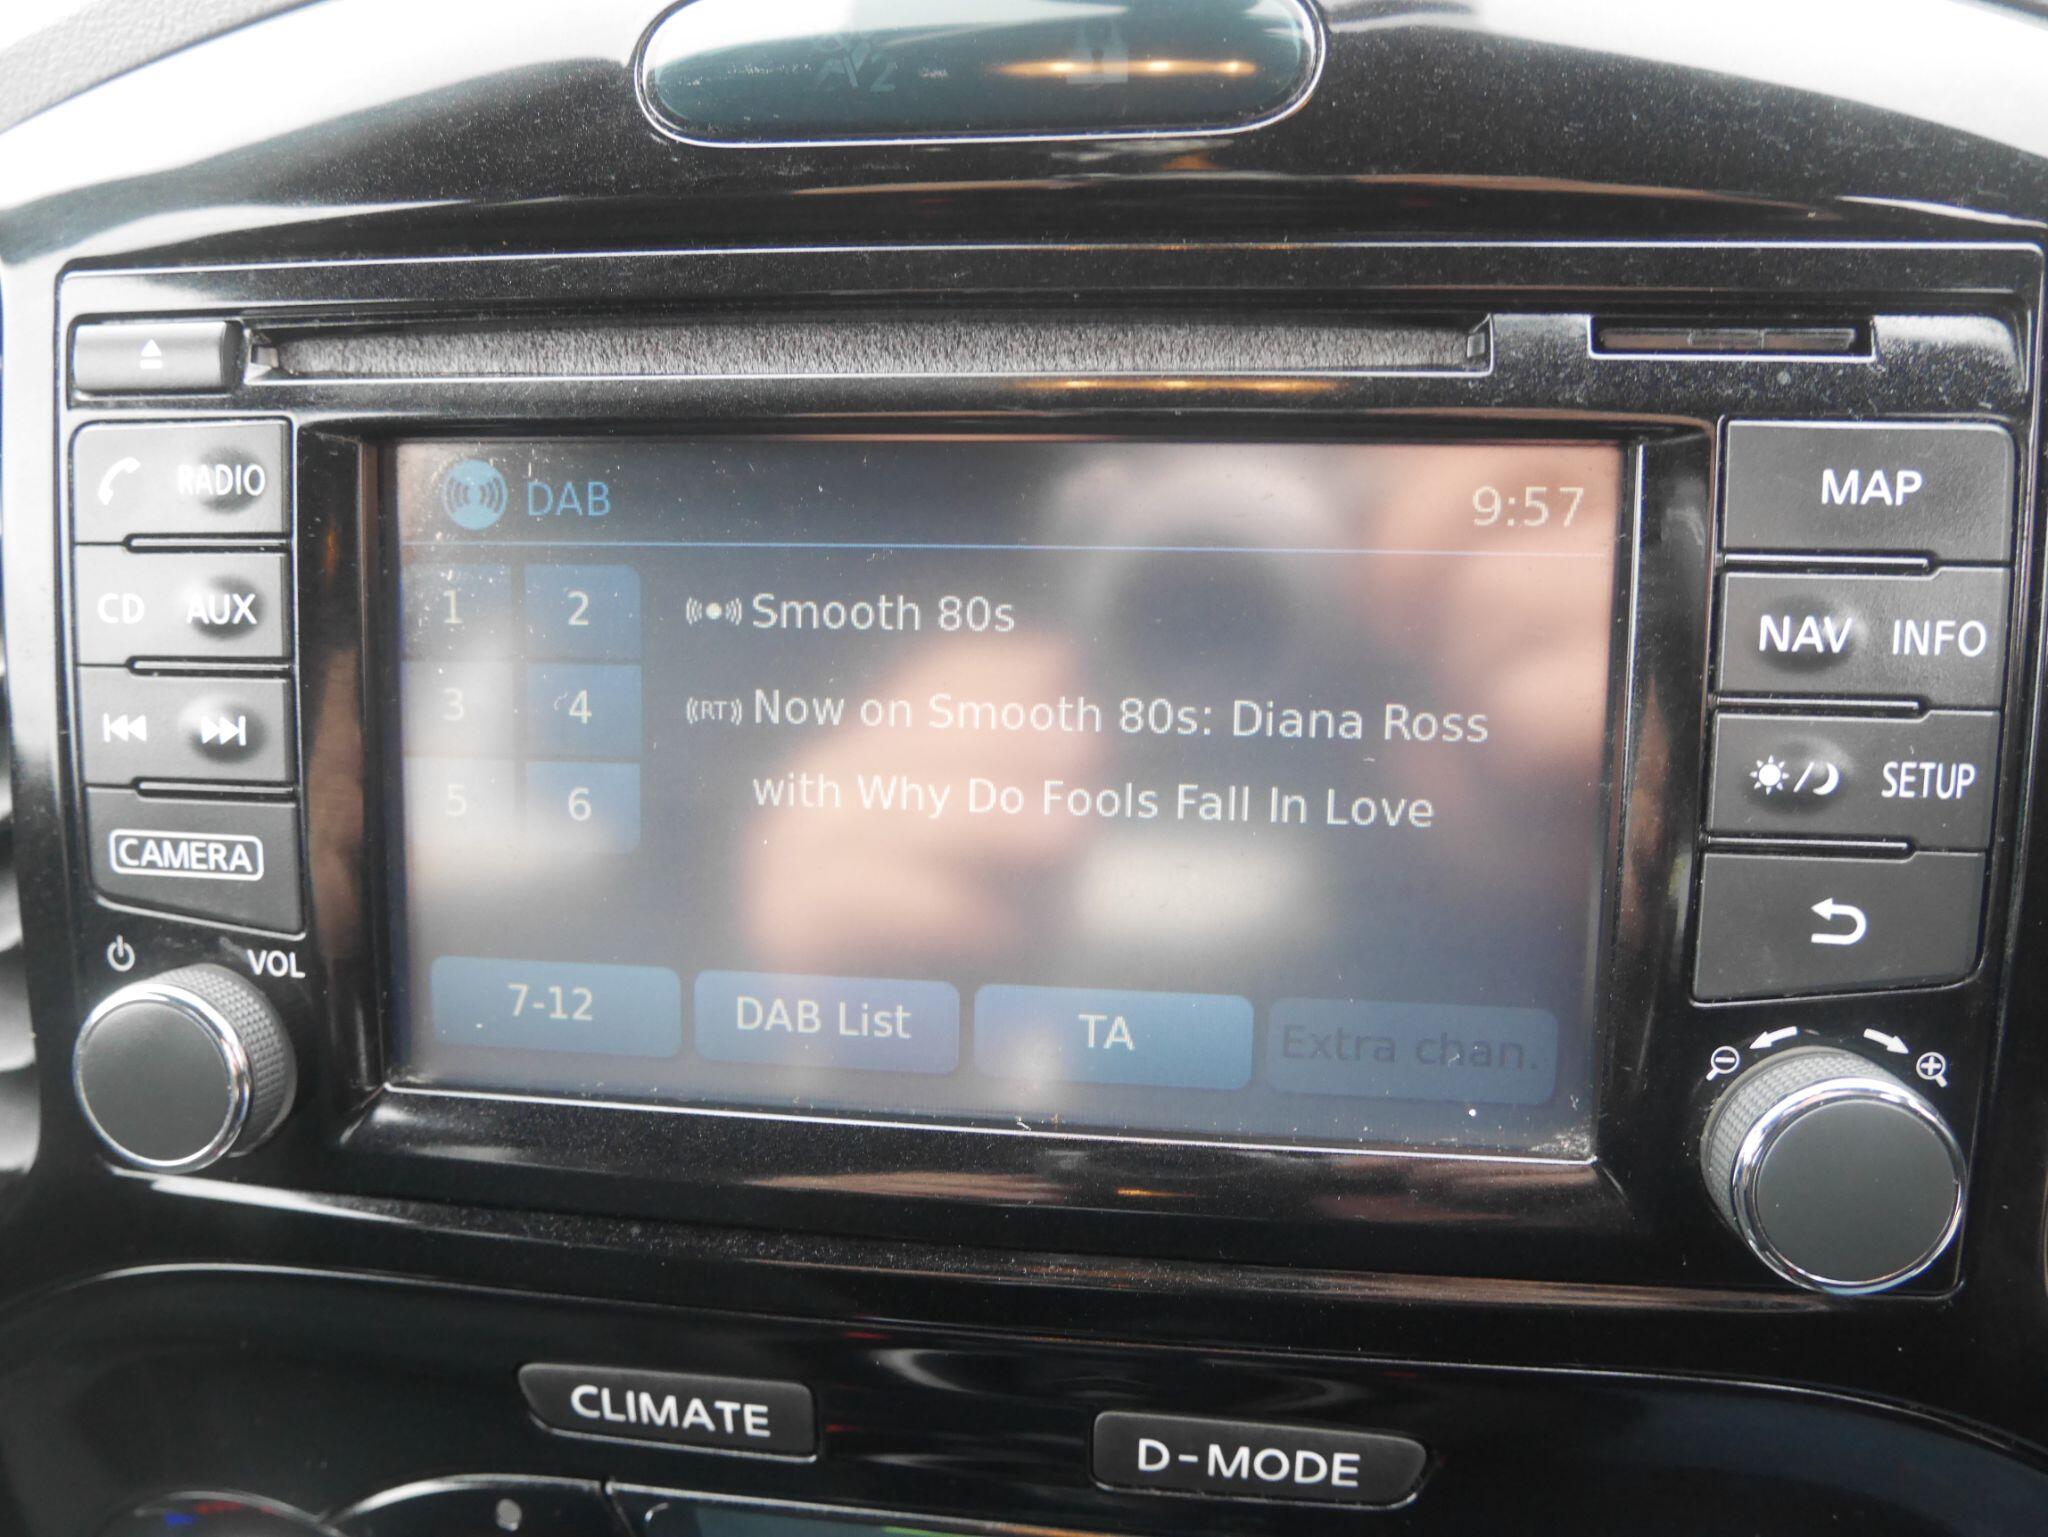 RADIO
CD AUX
CAMERA
VOL
DAB
9:57
1 2
3 4
5 6
Smooth 80s
(RT) Now on Smooth 80s: Diana Ross
with Why Do Fools Fall In Love
7-12
DAB List
TA
Extra chan.
MAP
NAV INFO
SETUP
CLIMATE
D-MODE